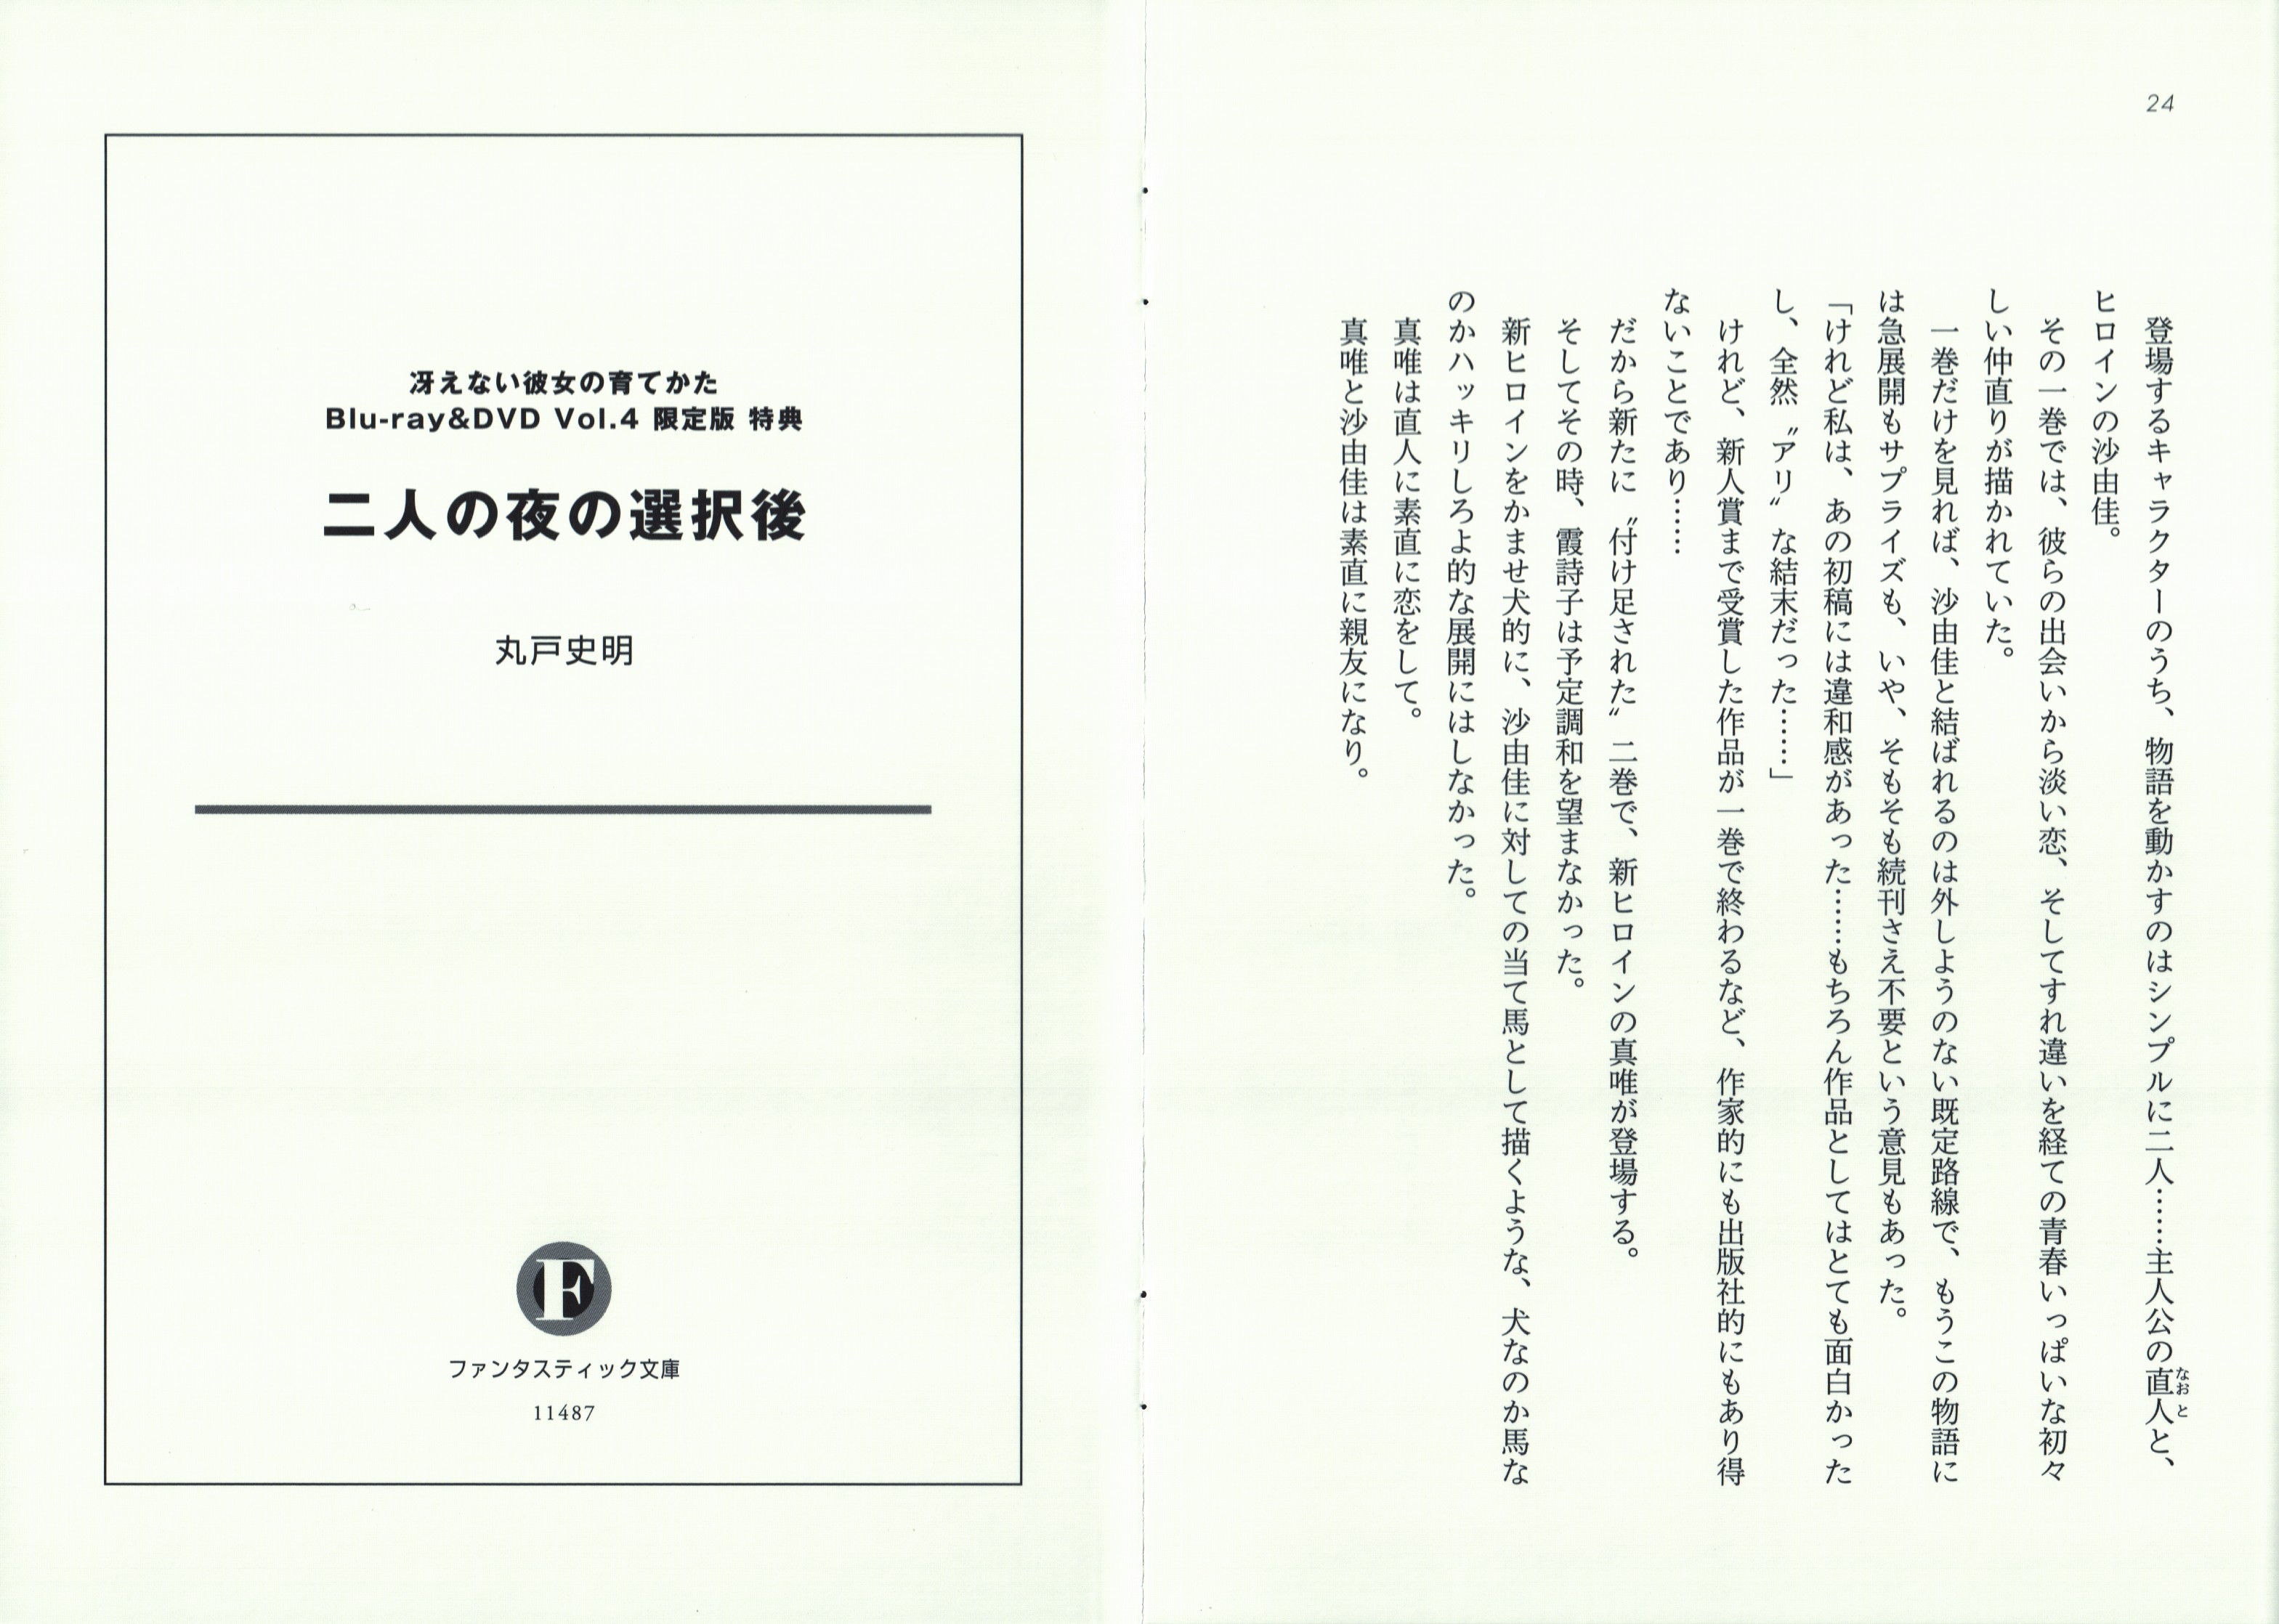 24
登場するキャラクターのうち、物語を動かすのはシンプルに二人……主人公の直人と、
なおと
ヒロインの沙由佳。
その一巻では、彼らの出会いから淡い恋、そしてすれ違いを経ての青春いっぱいな初々
しい仲直りが描かれていた。
一巻だけを見れば、沙由佳と結ばれるのは外しようのない既定路線で、もうこの物語に
は急展開もサプライズも、いや、そもそも続刊さえ不要という意見もあった。
「けれど私は、あの初稿には違和感があった……もちろん作品としてはとても面白かった
し、全然〝アリ〟な結末だった……」
けれど、新人賞まで受賞した作品が一巻で終わるなど、作家的にも出版社的にもあり得
ないことであり……
だから新たに〝付け足された〟二巻で、新ヒロインの真唯が登場する。
そしてその時、霞詩子は予定調和を望まなかった。
新ヒロインをかませ犬的に、沙由佳に対しての当て馬として描くような、犬なのか馬な
のかハッキリしろよ的な展開にはしなかった。
真唯は直人に素直に恋をして。
真唯と沙由佳は素直に親友になり。
冴えない彼女の育てかた
Blu-ray&DVD Vol.4 限定版 特典
二人の夜の選択後
丸戸史明
F
ファンタスティック文庫
11487